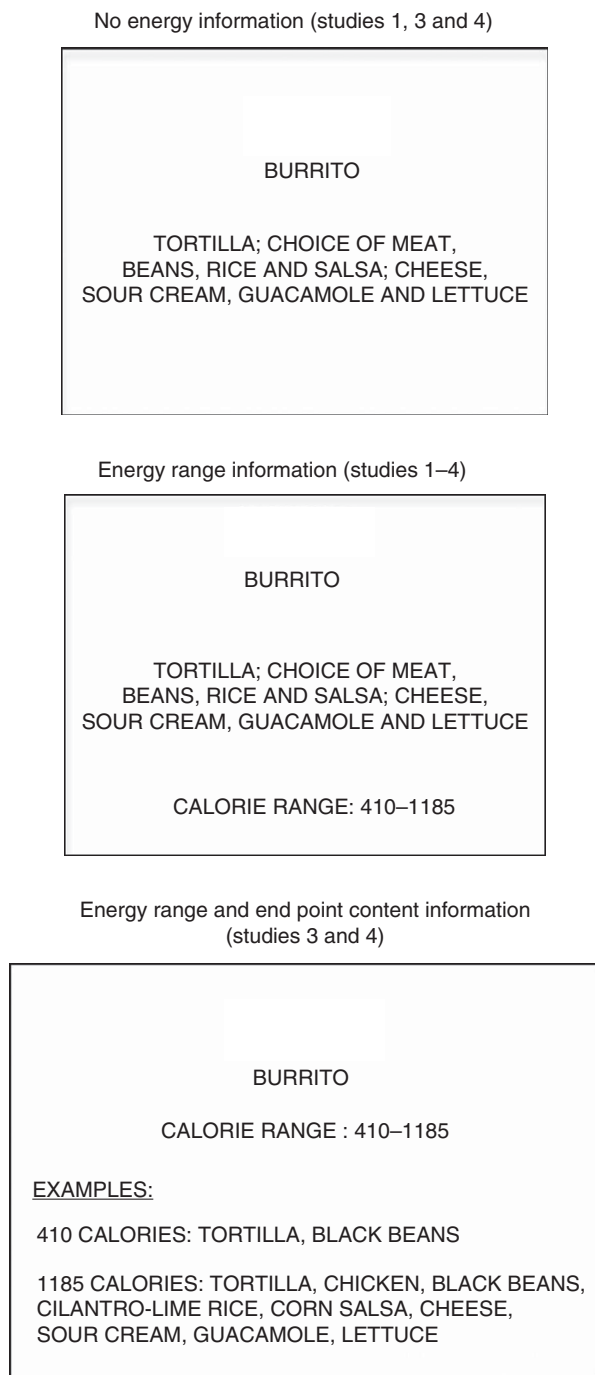 No energy information (studies 1, 3 and 4)
BURRITO
TORTILLA; CHOICE OF MEAT,
BEANS, RICE AND SALSA; CHEESE,
SOUR CREAM, GUACAMOLE AND LETTUCE
Energy range information (studies 1–4)
BURRITO
TORTILLA; CHOICE OF MEAT,
BEANS, RICE AND SALSA; CHEESE,
SOUR CREAM, GUACAMOLE AND LETTUCE
CALORIE RANGE: 410–1185
Energy range and end point content information
(studies 3 and 4)
BURRITO
CALORIE RANGE : 410–1185
EXAMPLES:
410 CALORIES: TORTILLA, BLACK BEANS
1185 CALORIES: TORTILLA, CHICKEN, BLACK BEANS,
CILANTRO-LIME RICE, CORN SALSA, CHEESE,
SOUR CREAM, GUACAMOLE, LETTUCE